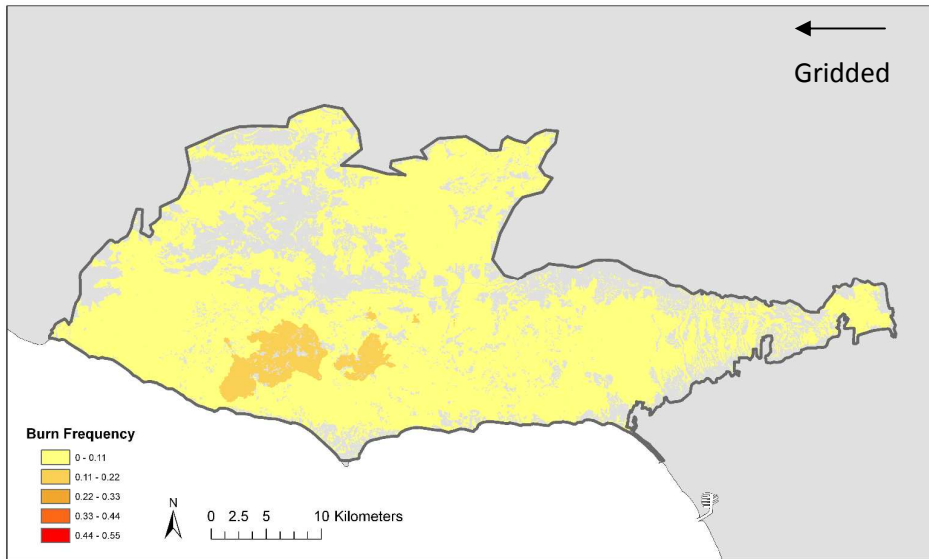 Gridded
Burn Frequency
0 - 0.11
0.11 - 0.22
0.22 - 0.33
0.33 - 0.44
0.44 - 0.55
N
0 2.5 5 10 Kilometers